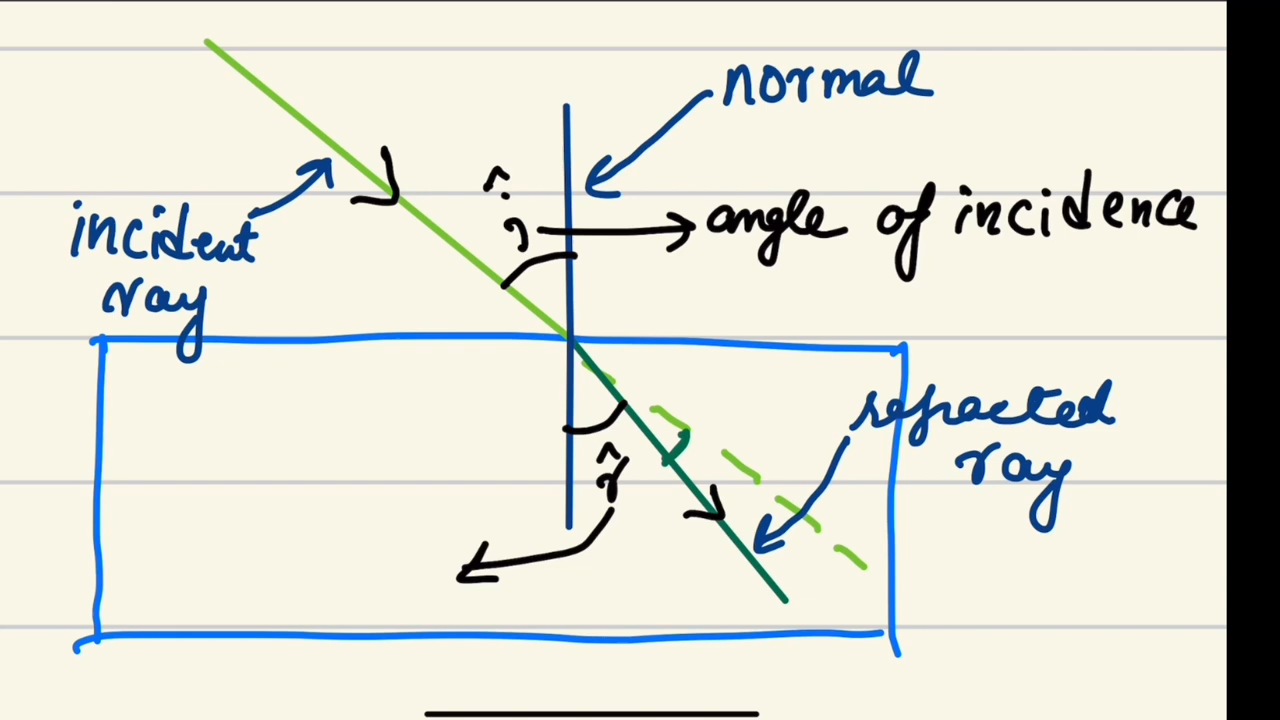 normal
î
angle of incidence
incident
ray
refracted
ray
r̂